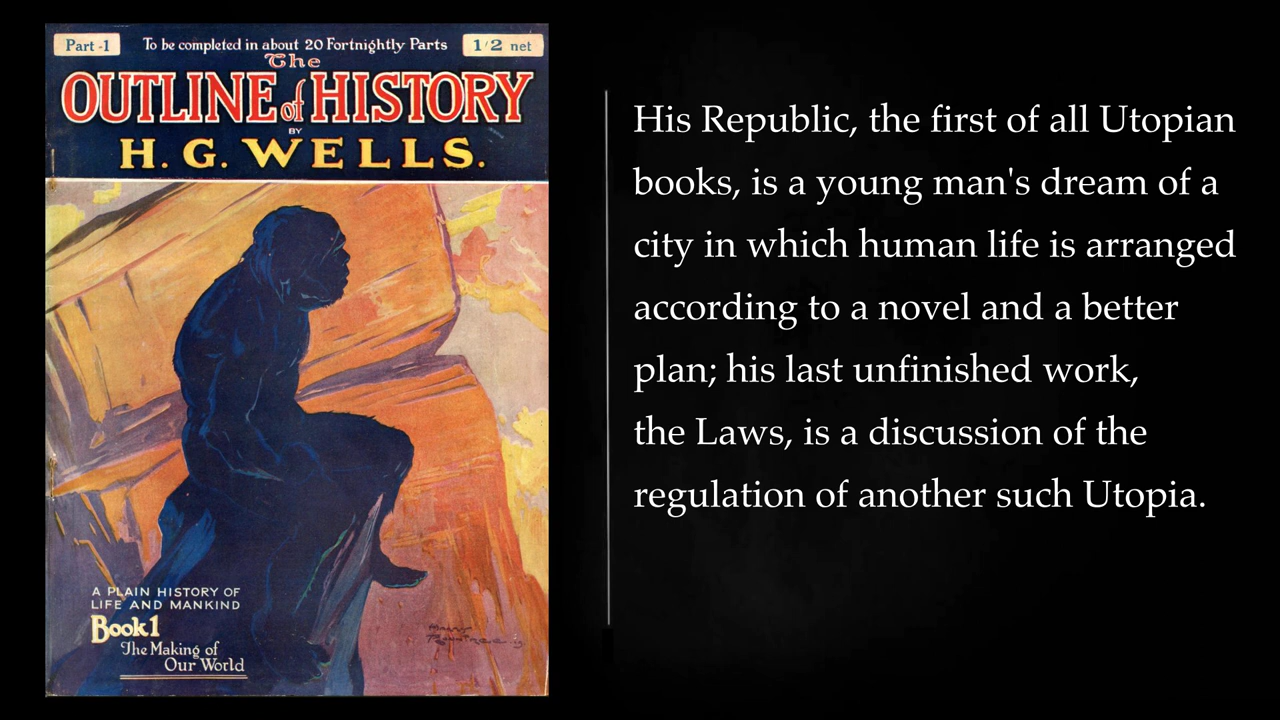 Part -1
To be completed in about 20 Fortnightly Parts
1/2 net
The
OUTLINE of HISTORY
BY
H. G. WELLS.
A PLAIN HISTORY OF
LIFE AND MANKIND
Book 1
The Making of
Our World
His Republic, the first of all Utopian
books, is a young man's dream of a
city in which human life is arranged
according to a novel and a better
plan; his last unfinished work,
the Laws, is a discussion of the
regulation of another such Utopia.